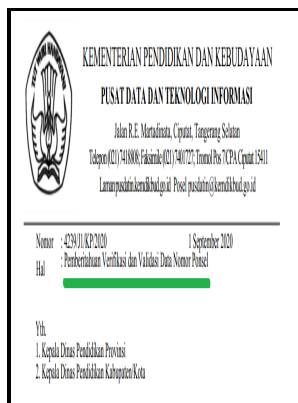 KEMENTERIAN PENDIDIKAN DAN KEBUDAYAAN
PUSAT DATA DAN TEKNOLOGI INFORMASI
Jalan R.E. Martadinata, Ciputat, Tangerang Selatan
Telepon (021) 7418808; Faksimile (021) 7401727; Tromol Pos 7/CPA Ciputat 15411
Laman pusdatin.kemdikbud.go.id Posel pusdatin@kemdikbud.go.id
Nomor : 4239/J1/KP/2020 1 September 2020
Hal : Pemberitahuan Verifikasi dan Validasi Data Nomor Ponsel
Yth.
1. Kepala Dinas Pendidikan Provinsi
2. Kepala Dinas Pendidikan Kabupaten/Kota